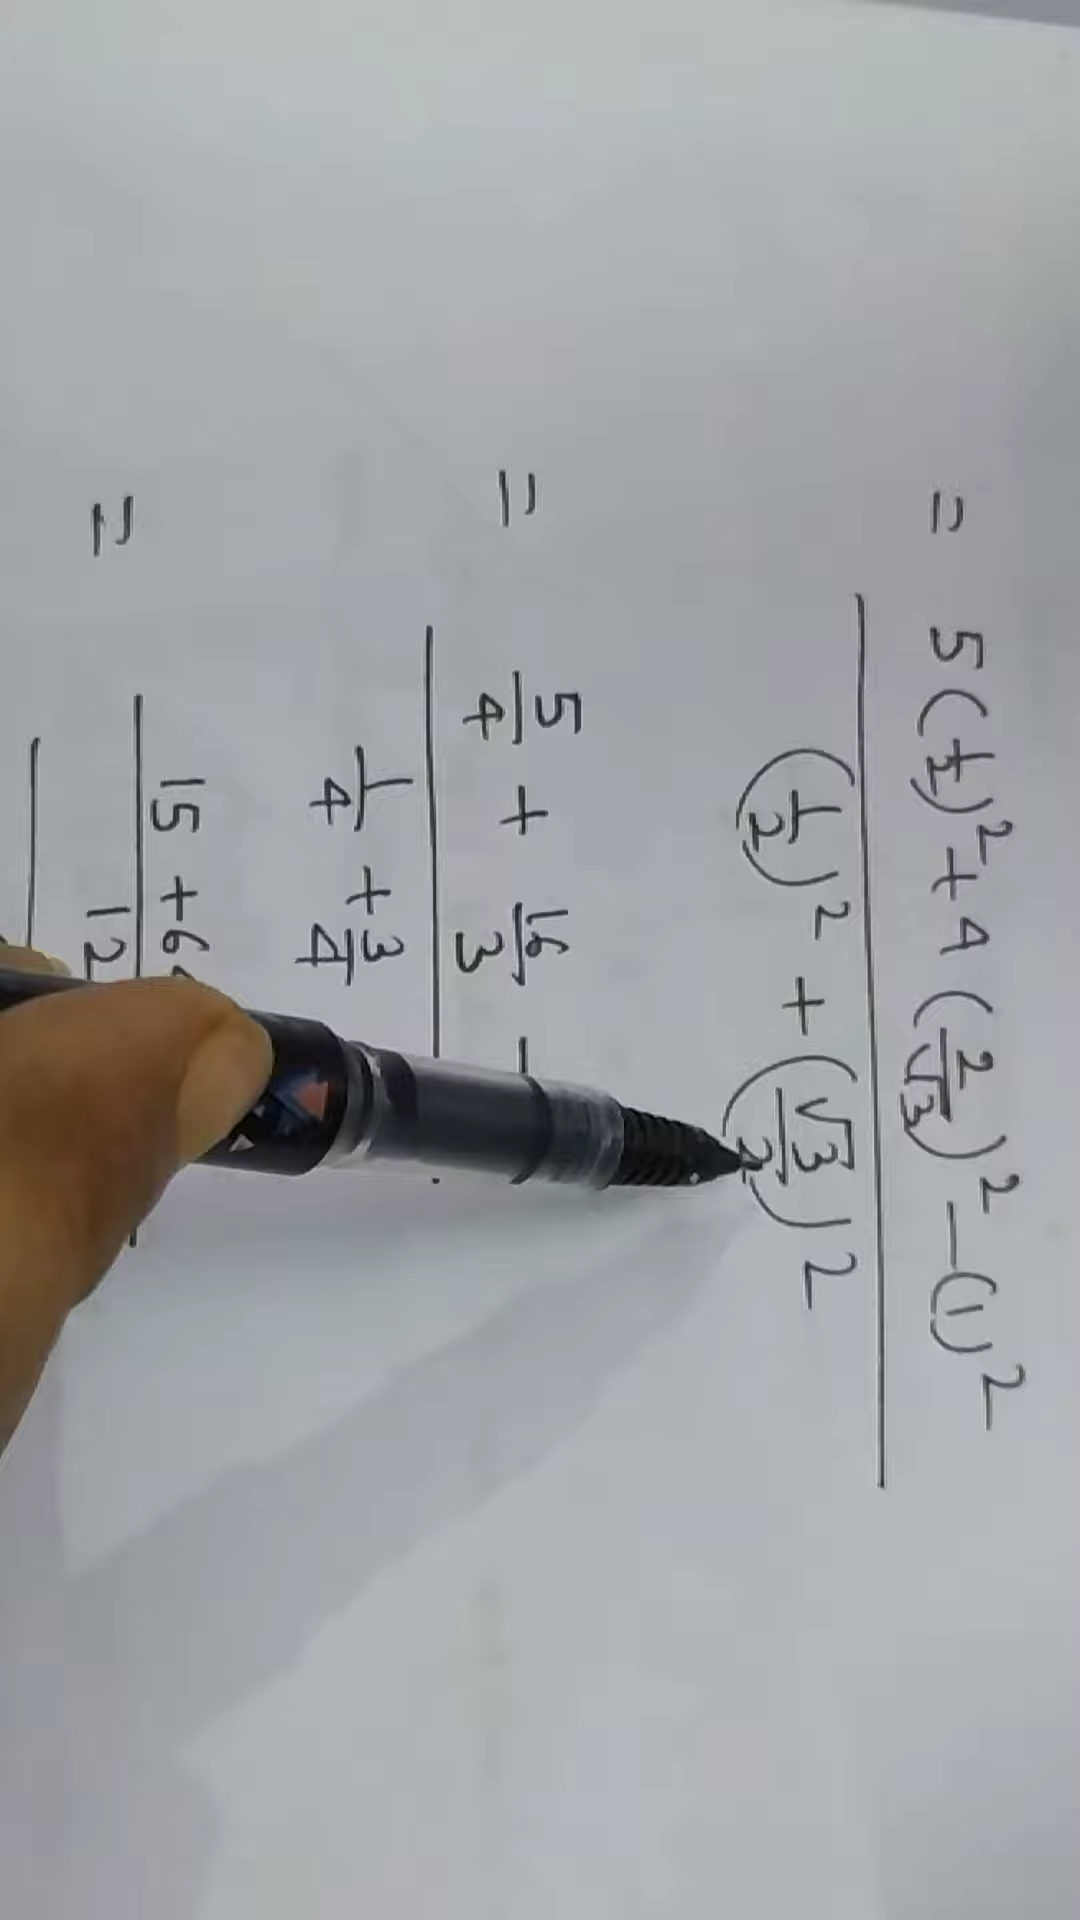 = 5(1/2)² + 4(2/√3)² - (1)²
(1/2)² + (√3/2)²
= 5/4 + 16/3 -
1/4 + 3/4
= 15 + 6
12